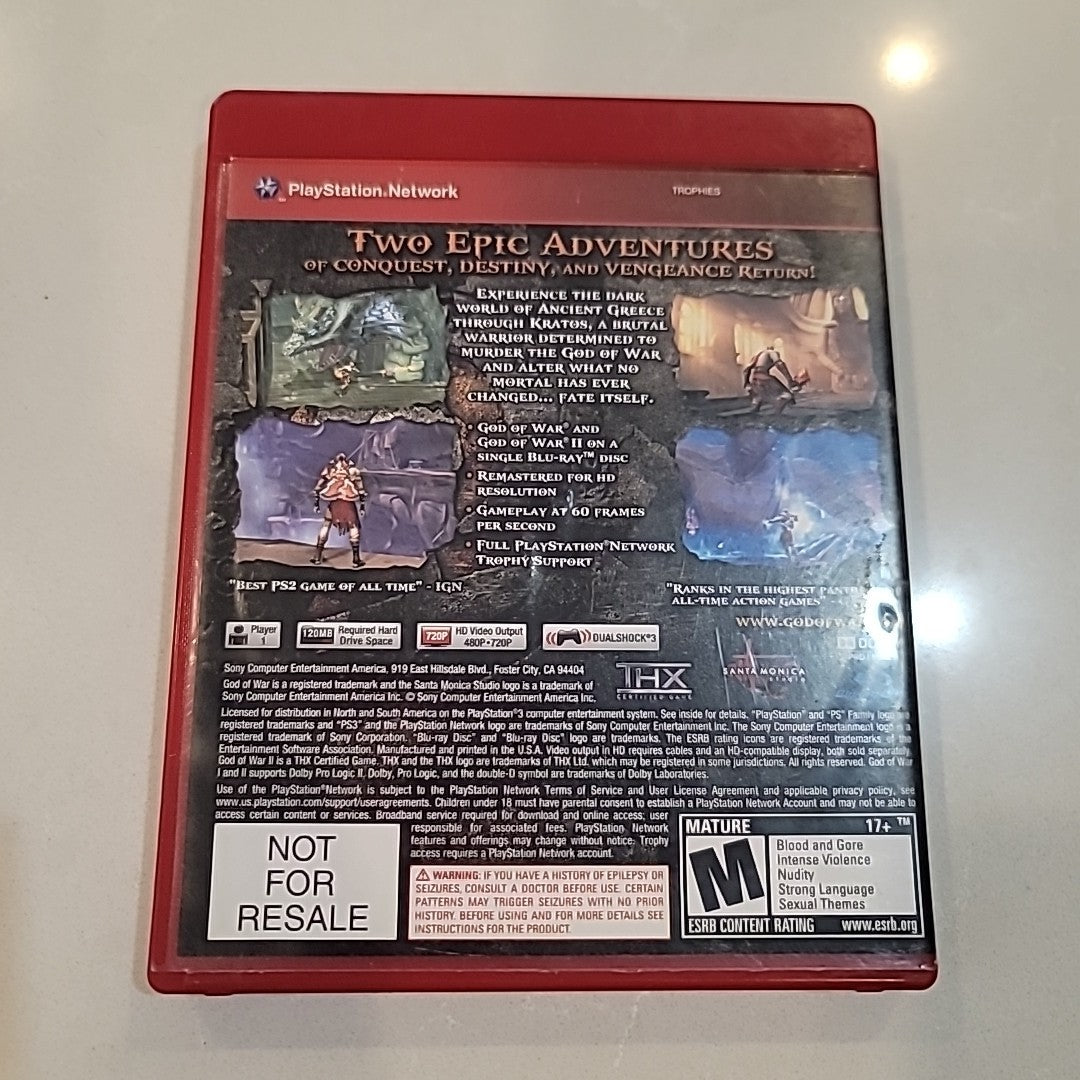 PlayStation®Network
TROPHIES
TWO EPIC ADVENTURES
OF CONQUEST, DESTINY, AND VENGEANCE RETURN!
EXPERIENCE THE DARK
WORLD OF ANCIENT GREECE
THROUGH KRATOS, A BRUTAL
WARRIOR DETERMINED TO
MURDER THE GOD OF WAR
AND ALTER WHAT NO
MORTAL HAS EVER
CHANGED... FATE ITSELF.
• GOD OF WAR® AND
GOD OF WAR® II ON A
SINGLE BLU-RAY™ DISC
• REMASTERED FOR HD
RESOLUTION
• GAMEPLAY AT 60 FRAMES
PER SECOND
• FULL PLAYSTATION®NETWORK
TROPHY SUPPORT
"BEST PS2 GAME OF ALL TIME" - IGN
"RANKS IN THE HIGHEST
ALL-TIME ACTION GAMES" -
Player
1
120MB
Required Hard
Drive Space
720P
HD Video Output
480P•720P
DUALSHOCK®3
Sony Computer Entertainment America, 919 East Hillsdale Blvd., Foster City, CA 94404
God of War is a registered trademark and the Santa Monica Studio logo is a trademark of
Sony Computer Entertainment America Inc. © Sony Computer Entertainment America Inc.
THX
CERTIFIED GAME
SANTA MONICA
STUDIO
Licensed for distribution in North and South America on the PlayStation®3 computer entertainment system. See inside for details. "PlayStation" and "PS" Family logo are
registered trademarks and "PS3" and the PlayStation Network logo are trademarks of Sony Computer Entertainment Inc. The Sony Computer Entertainment logo is a
registered trademark of Sony Corporation. "Blu-ray Disc" and "Blu-ray Disc" logo are trademarks. The ESRB rating icons are registered trademarks of the
Entertainment Software Association. Manufactured and printed in the U.S.A. Video output in HD requires cables and an HD-compatible display, both sold separately.
God of War II is a THX Certified Game. THX and the THX logo are trademarks of THX Ltd. which may be registered in some jurisdictions. All rights reserved. God of War
I and II supports Dolby Pro Logic II. Dolby, Pro Logic, and the double-D symbol are trademarks of Dolby Laboratories.
Use of the PlayStation®Network is subject to the PlayStation Network Terms of Service and User License Agreement and applicable privacy policy, see
www.us.playstation.com/support/useragreements. Children under 18 must have parental consent to establish a PlayStation Network Account and may not be able to
access certain content or services. Broadband service required for download and online access; user
responsible for associated fees. PlayStation Network
features and offerings may change without notice. Trophy
access requires a PlayStation Network account.
NOT
FOR
RESALE
WARNING: IF YOU HAVE A HISTORY OF EPILEPSY OR
SEIZURES, CONSULT A DOCTOR BEFORE USE. CERTAIN
PATTERNS MAY TRIGGER SEIZURES WITH NO PRIOR
HISTORY. BEFORE USING AND FOR MORE DETAILS SEE
INSTRUCTIONS FOR THE PRODUCT.
MATURE 17+ ™
M
Blood and Gore
Intense Violence
Nudity
Strong Language
Sexual Themes
ESRB CONTENT RATING www.esrb.org